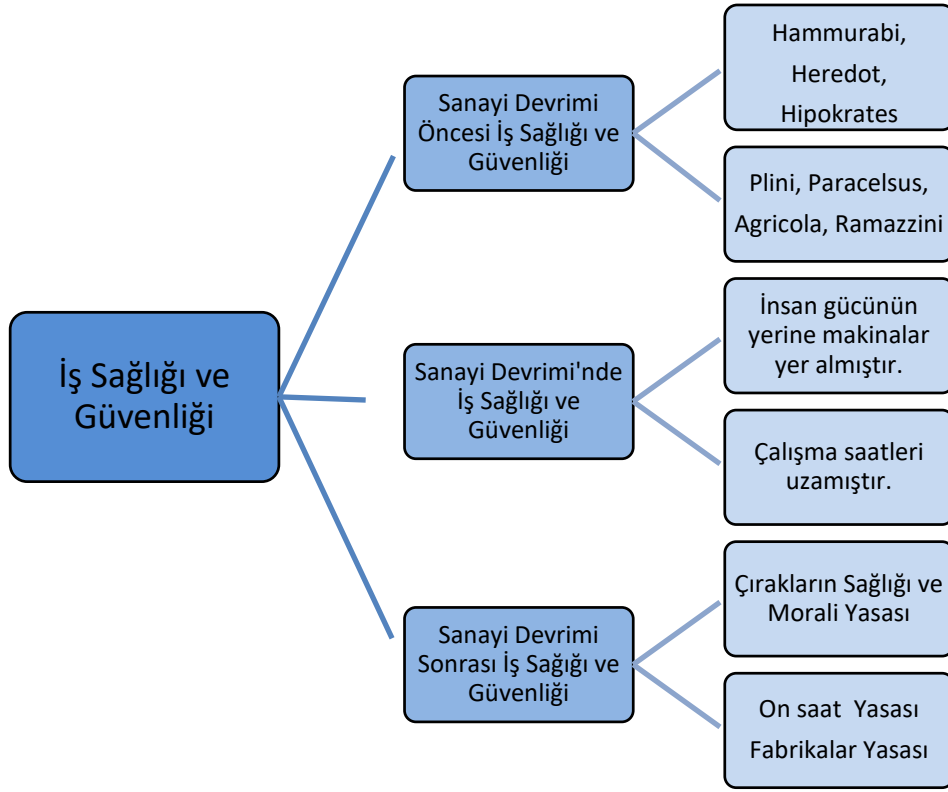 İş Sağlığı ve
Güvenliği
Sanayi Devrimi
Öncesi İş Sağlığı ve
Güvenliği
Hammurabi,
Heredot,
Hipokrates
Plini, Paracelsus,
Agricola, Ramazzini
Sanayi Devrimi'nde
İş Sağlığı ve
Güvenliği
İnsan gücünün
yerine makinalar
yer almıştır.
Çalışma saatleri
uzamıştır.
Sanayi Devrimi
Sonrası İş Sağığı ve
Güvenliği
Çırakların Sağlığı ve
Morali Yasası
On saat Yasası
Fabrikalar Yasası